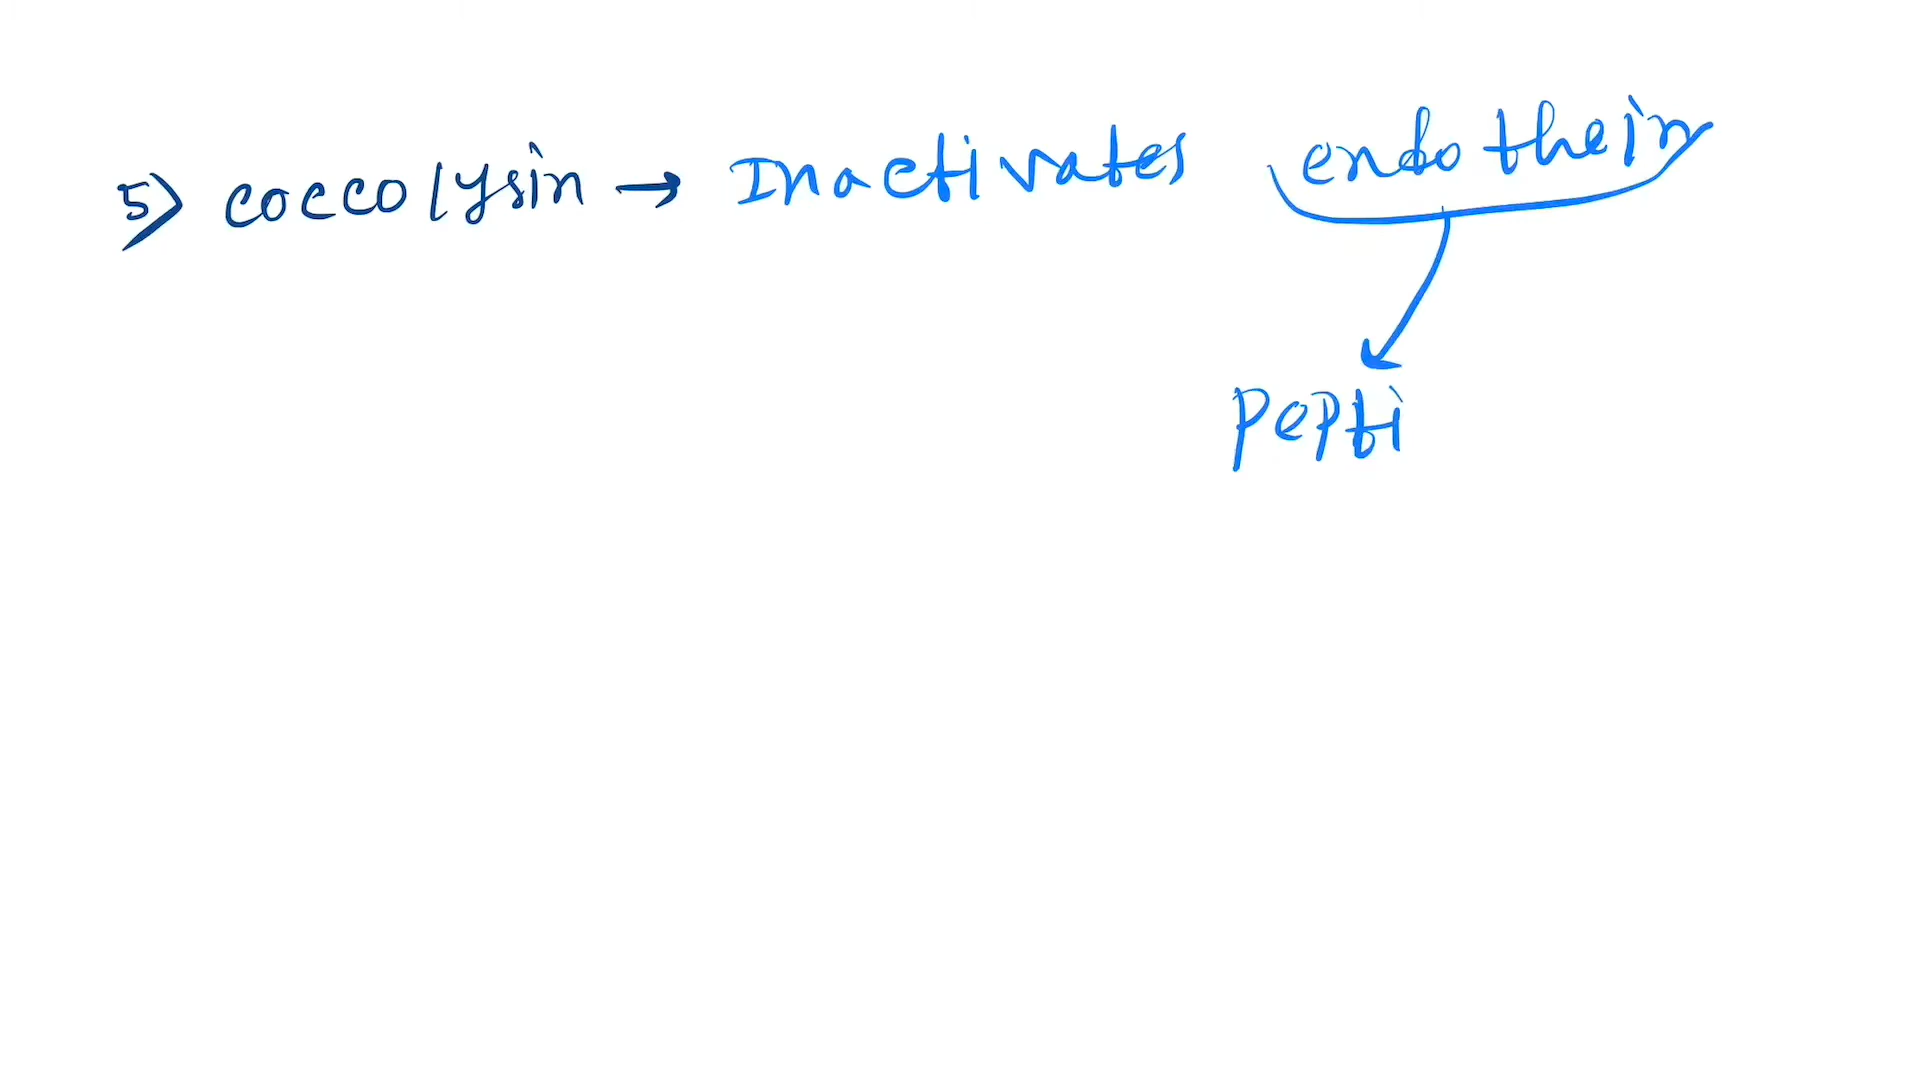 5) coccolysin → Inactivates endothein
Pepti